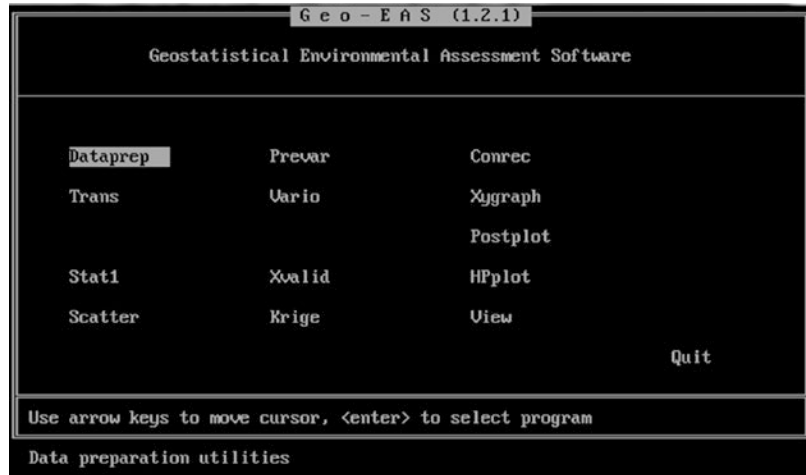 Geo-EAS (1.2.1)
Geostatistical Environmental Assessment Software
Dataprep Prevar Conrec
Trans Vario Xygraph
Postplot
Stat1 Xvalid HPplot
Scatter Krige View
Quit
Use arrow keys to move cursor, <enter> to select program
Data preparation utilities